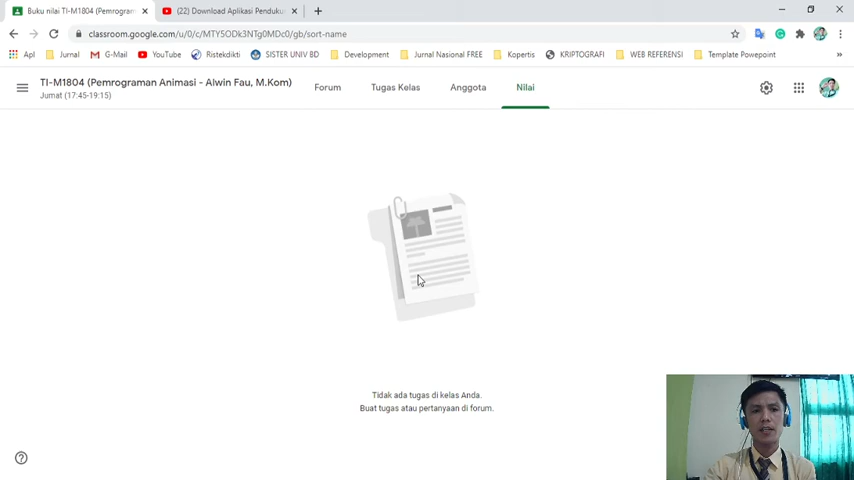 Buku nilai TI-M1804 (Pemrogram
(22) Download Aplikasi Penduku
classroom.google.com/u/0/c/MTY5ODk3NTg0MDc0/gb/sort-name
Apl
Jurnal
G-Mail
YouTube
Ristekdikti
SISTER UNIV BD
Development
Jurnal Nasional FREE
Kopertis
KRIPTOGRAFI
WEB REFERENSI
Template Powepoint
TI-M1804 (Pemrograman Animasi - Alwin Fau, M.Kom)
Jumat (17:45-19:15)
Forum
Tugas Kelas
Anggota
Nilai
Tidak ada tugas di kelas Anda.
Buat tugas atau pertanyaan di forum.